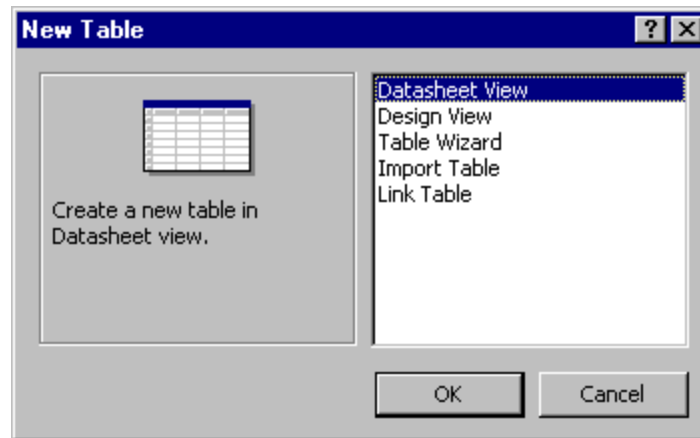 New Table
Create a new table in
Datasheet view.
Datasheet View
Design View
Table Wizard
Import Table
Link Table
OK
Cancel